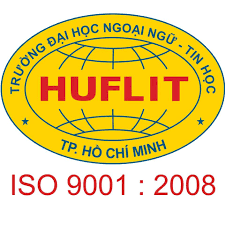 TRƯỜNG ĐẠI HỌC NGOẠI NGỮ - TIN HỌC
HUFLIT
TP. HỒ CHÍ MINH
ISO 9001 : 2008